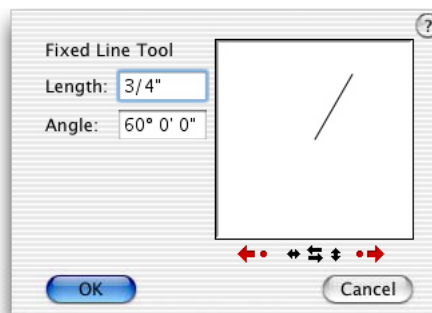 ?
Fixed Line Tool
Length: 3/4"
Angle: 60° 0' 0"
OK Cancel